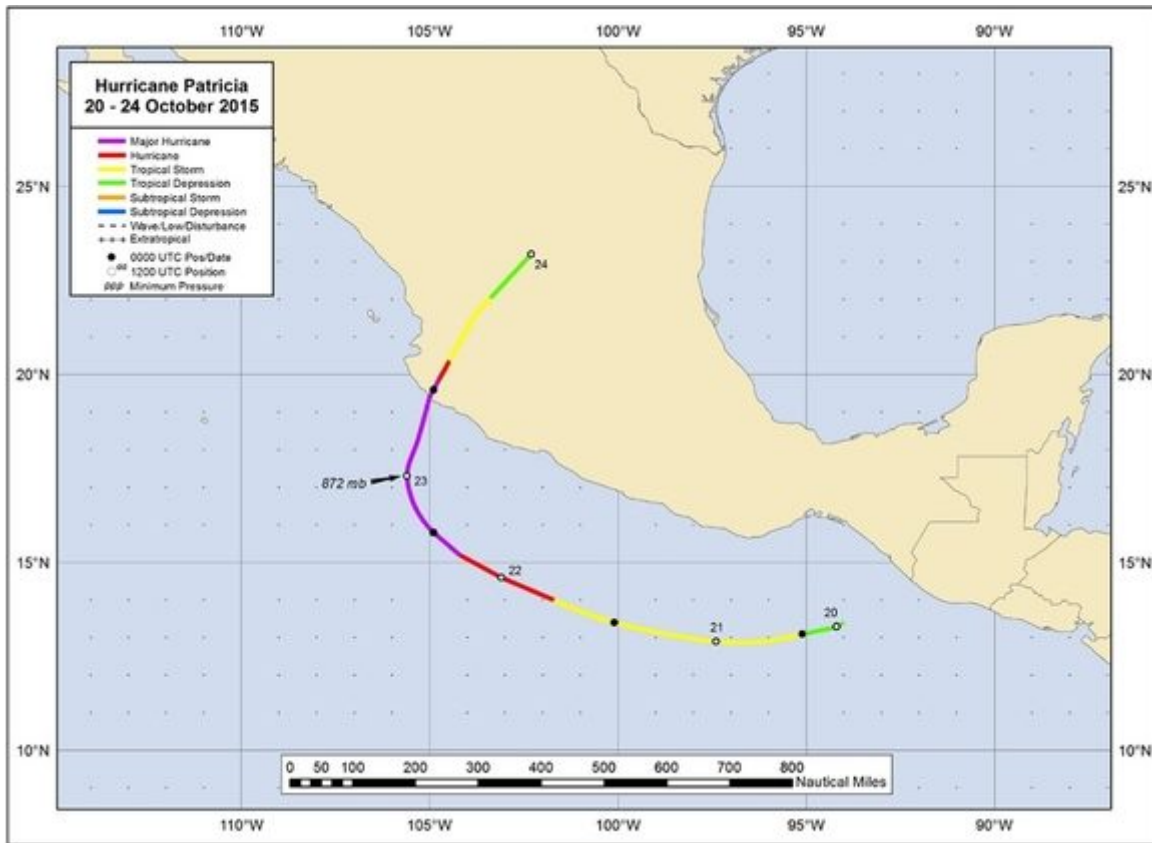 110°W 105°W 100°W 95°W 90°W
Hurricane Patricia
20 - 24 October 2015
Major Hurricane
Hurricane
Tropical Storm
Tropical Depression
Subtropical Storm
Subtropical Depression
Wave/Low/Disturbance
Extratropical
0000 UTC Pos/Date
1200 UTC Position
### Minimum Pressure
25°N 25°N
24
20°N 20°N
872 mb 23
15°N 15°N
22
20
21
10°N 10°N
0 50 100 200 300 400 500 600 700 800
Nautical Miles
110°W 105°W 100°W 95°W 90°W